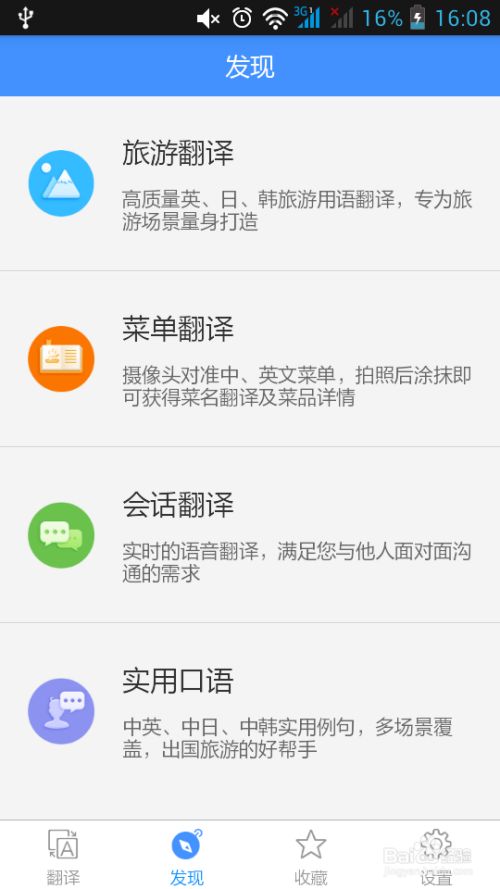 3G 1 16% 16:08
发现
旅游翻译
高质量英、日、韩旅游用语翻译，专为旅
游场景量身打造
菜单翻译
摄像头对准中、英文菜单，拍照后涂抹即
可获得菜名翻译及菜品详情
会话翻译
实时的语音翻译，满足您与他人面对面沟
通的需求
实用口语
中英、中日、中韩实用例句，多场景覆
盖，出国旅游的好帮手
A
翻译 发现 收藏 设置
Baidu经验